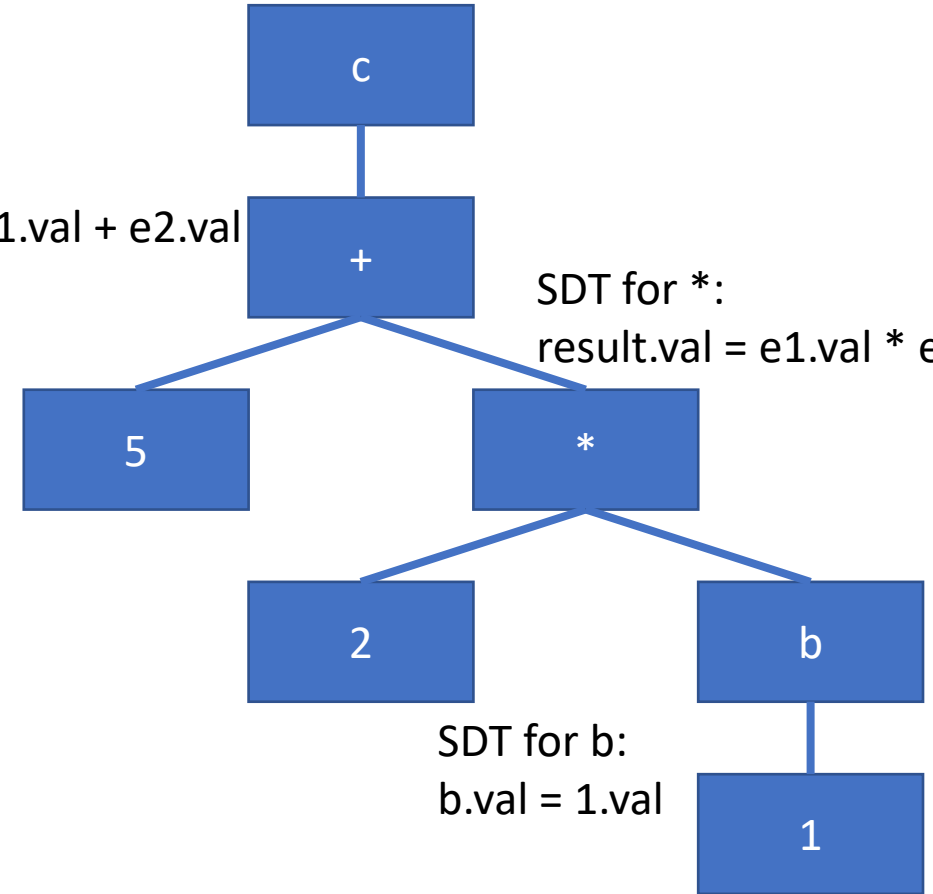 c
1.val + e2.val
+
SDT for *:
result.val = e1.val * e
5
*
2
b
SDT for b:
b.val = 1.val
1